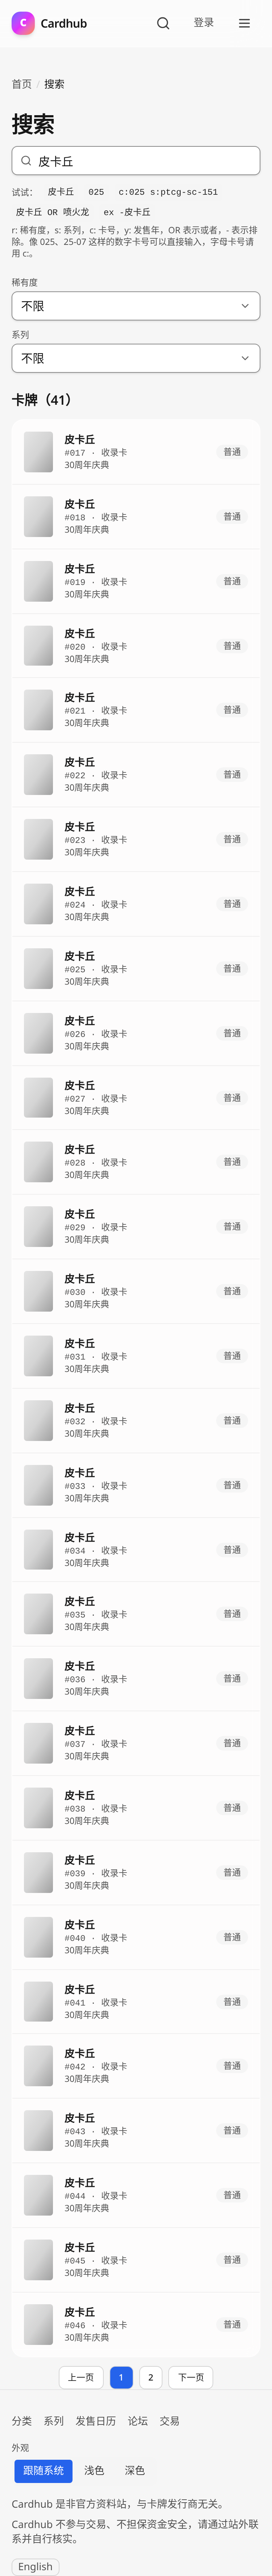 C Cardhub 登录
首页 / 搜索
搜索
皮卡丘
试试: 皮卡丘 025 c:025 s:ptcg-sc-151
皮卡丘 OR 喷火龙 ex -皮卡丘
r: 稀有度，s: 系列，c: 卡号，y: 发售年，OR 表示或者，- 表示排
除。像 025、25-07 这样的数字卡号可以直接输入，字母卡号请
用 c:。
稀有度
不限
系列
不限
卡牌（41）
皮卡丘
#017 · 收录卡 普通
30周年庆典
皮卡丘
#018 · 收录卡 普通
30周年庆典
皮卡丘
#019 · 收录卡 普通
30周年庆典
皮卡丘
#020 · 收录卡 普通
30周年庆典
皮卡丘
#021 · 收录卡 普通
30周年庆典
皮卡丘
#022 · 收录卡 普通
30周年庆典
皮卡丘
#023 · 收录卡 普通
30周年庆典
皮卡丘
#024 · 收录卡 普通
30周年庆典
皮卡丘
#025 · 收录卡 普通
30周年庆典
皮卡丘
#026 · 收录卡 普通
30周年庆典
皮卡丘
#027 · 收录卡 普通
30周年庆典
皮卡丘
#028 · 收录卡 普通
30周年庆典
皮卡丘
#029 · 收录卡 普通
30周年庆典
皮卡丘
#030 · 收录卡 普通
30周年庆典
皮卡丘
#031 · 收录卡 普通
30周年庆典
皮卡丘
#032 · 收录卡 普通
30周年庆典
皮卡丘
#033 · 收录卡 普通
30周年庆典
皮卡丘
#034 · 收录卡 普通
30周年庆典
皮卡丘
#035 · 收录卡 普通
30周年庆典
皮卡丘
#036 · 收录卡 普通
30周年庆典
皮卡丘
#037 · 收录卡 普通
30周年庆典
皮卡丘
#038 · 收录卡 普通
30周年庆典
皮卡丘
#039 · 收录卡 普通
30周年庆典
皮卡丘
#040 · 收录卡 普通
30周年庆典
皮卡丘
#041 · 收录卡 普通
30周年庆典
皮卡丘
#042 · 收录卡 普通
30周年庆典
皮卡丘
#043 · 收录卡 普通
30周年庆典
皮卡丘
#044 · 收录卡 普通
30周年庆典
皮卡丘
#045 · 收录卡 普通
30周年庆典
皮卡丘
#046 · 收录卡 普通
30周年庆典
上一页 1 2 下一页
分类 系列 发售日历 论坛 交易
外观
跟随系统 浅色 深色
Cardhub 是非官方资料站，与卡牌发行商无关。
Cardhub 不参与交易、不担保资金安全，请通过站外联
系并自行核实。
English